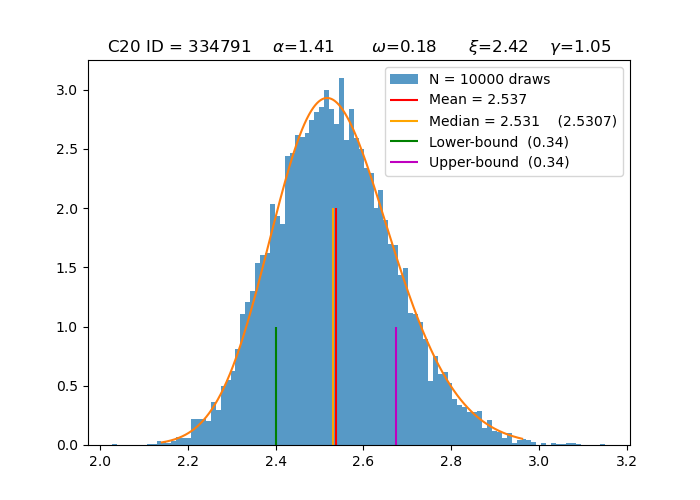 C20 ID = 334791 α=1.41 ω=0.18 ξ=2.42 γ=1.05
N = 10000 draws
Mean = 2.537
Median = 2.531 (2.5307)
Lower-bound (0.34)
Upper-bound (0.34)
3.0
2.5
2.0
1.5
1.0
0.5
0.0
2.0 2.2 2.4 2.6 2.8 3.0 3.2